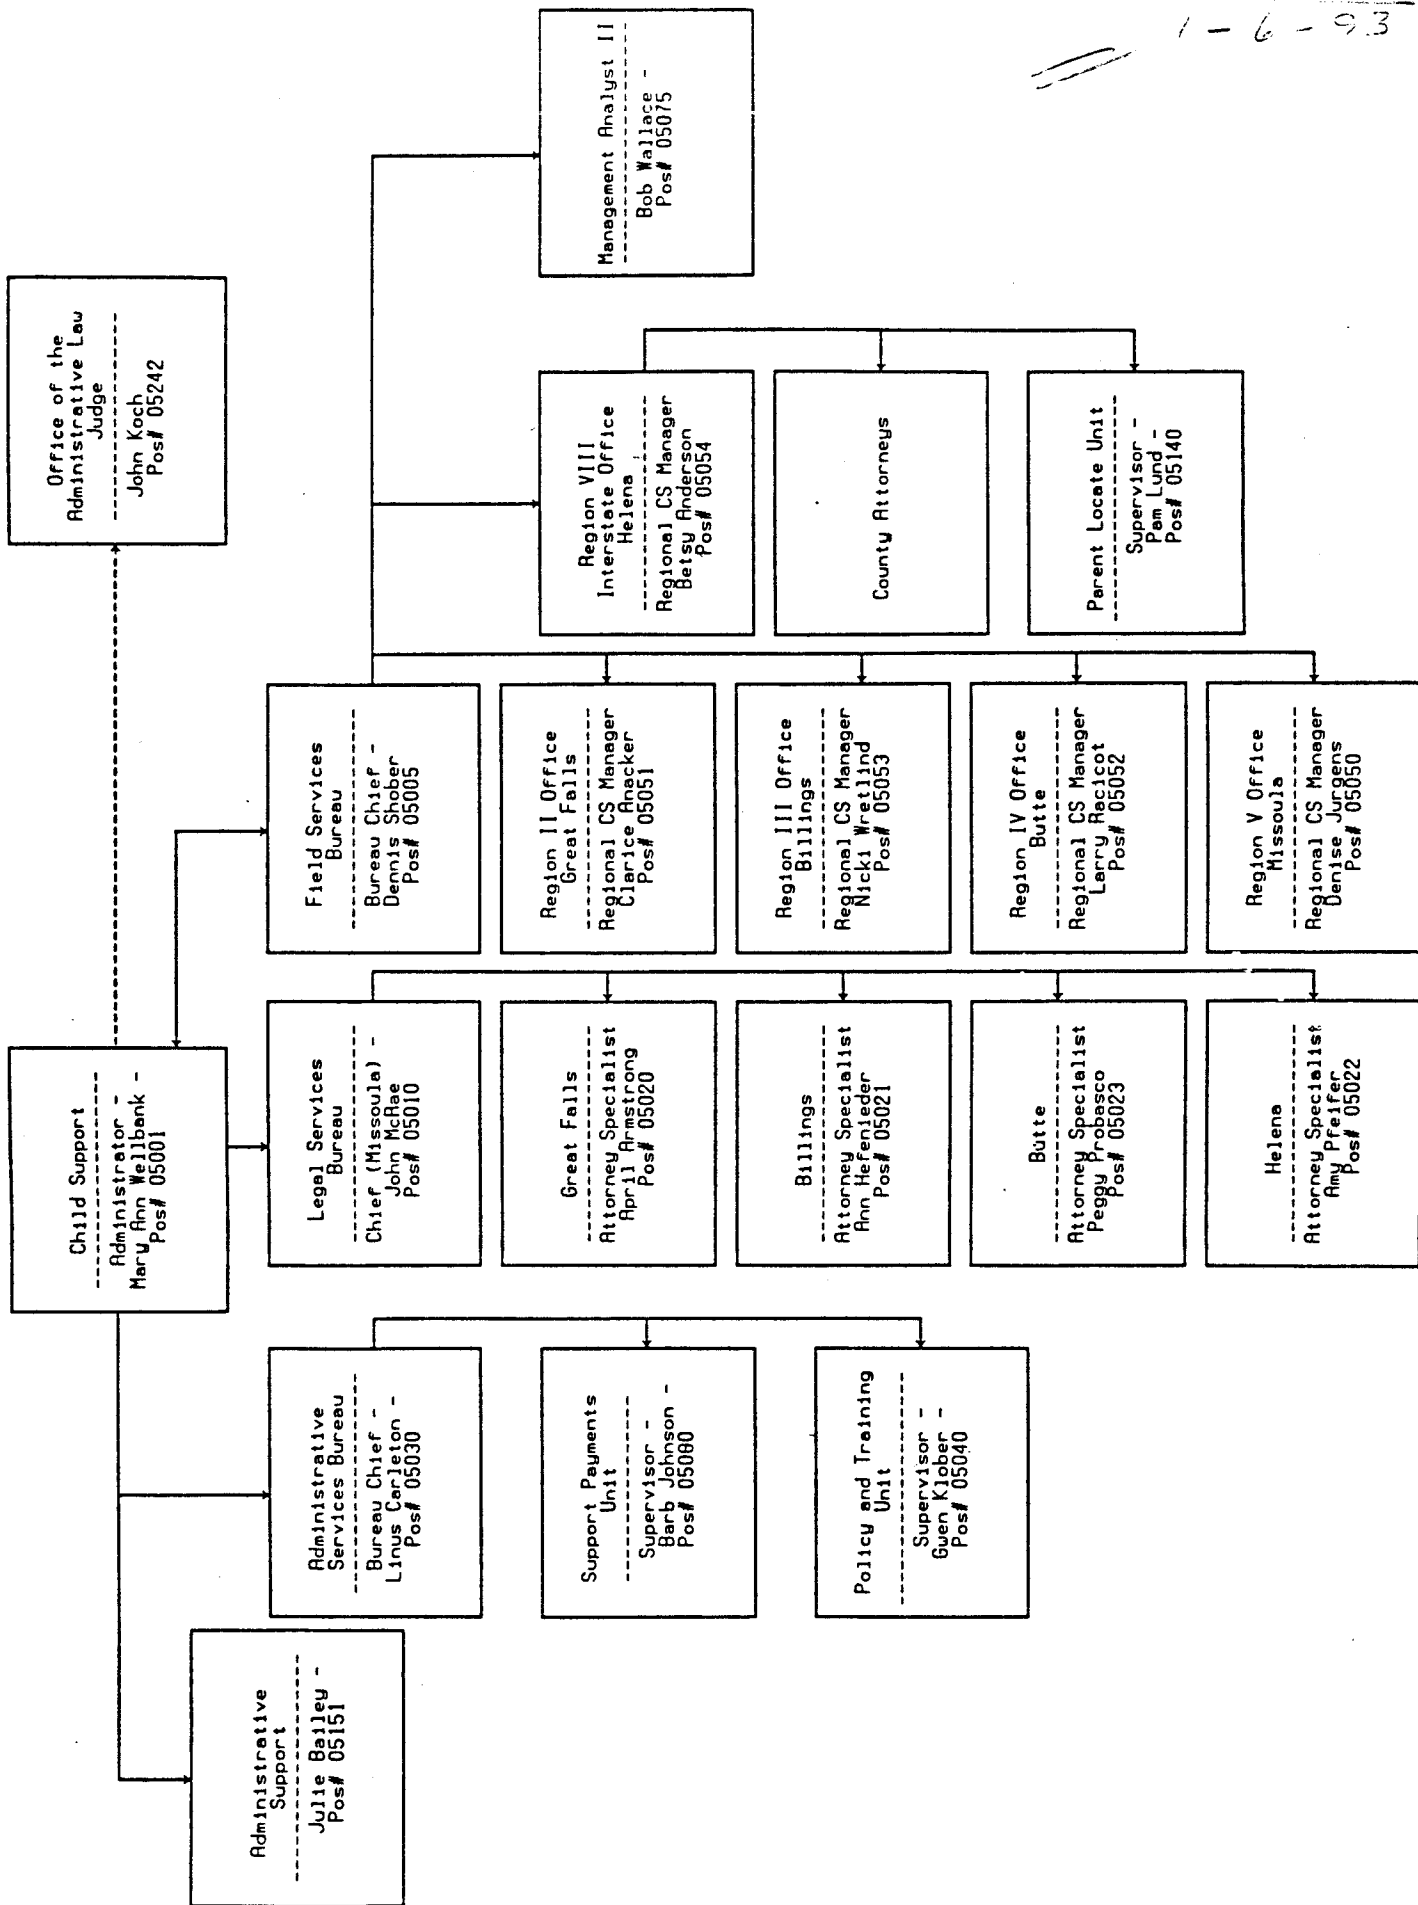 1-6-93
Child Support
Administrator -
Mary Ann Wellbank -
Pos# 05001
Office of the
Administrative Law
Judge
John Koch
Pos# 05242
Administrative
Support
Julie Bailey -
Pos# 05151
Administrative
Services Bureau
Bureau Chief -
Linus Carleton -
Pos# 05030
Support Payments
Unit
Supervisor -
Barb Johnson -
Pos# 05080
Policy and Training
Unit
Supervisor -
Gwen Klober -
Pos# 05040
Legal Services
Bureau
Chief (Missoula) -
John McRae
Pos# 05010
Great Falls
Attorney Specialist
April Armstrong
Pos# 05020
Billings
Attorney Specialist
Ann Hefenieder
Pos# 05021
Butte
Attorney Specialist
Peggy Probasco
Pos# 05023
Helena
Attorney Specialist
Amy Pfeifer
Pos# 05022
Field Services
Bureau
Bureau Chief -
Dennis Shober
Pos# 05005
Region II Office
Great Falls
Regional CS Manager
Clarice Anacker
Pos# 05051
Region III Office
Billings
Regional CS Manager
Nicki Wretlind
Pos# 05053
Region IV Office
Butte
Regional CS Manager
Larry Racicot
Pos# 05052
Region V Office
Missoula
Regional CS Manager
Denise Jurgens
Pos# 05050
Region VIII
Interstate Office
Helena
Regional CS Manager
Betsy Anderson
Pos# 05054
County Attorneys
Parent Locate Unit
Supervisor -
Pam Lund -
Pos# 05140
Management Analyst II
Bob Wallace -
Pos# 05075